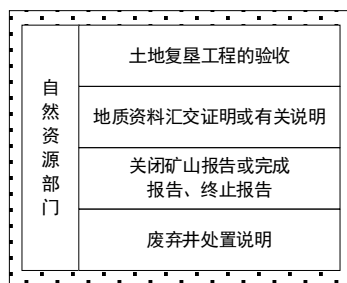 自然资源部门
土地复垦工程的验收
地质资料汇交证明或有关说明
关闭矿山报告或完成
报告、终止报告
废弃井处置说明